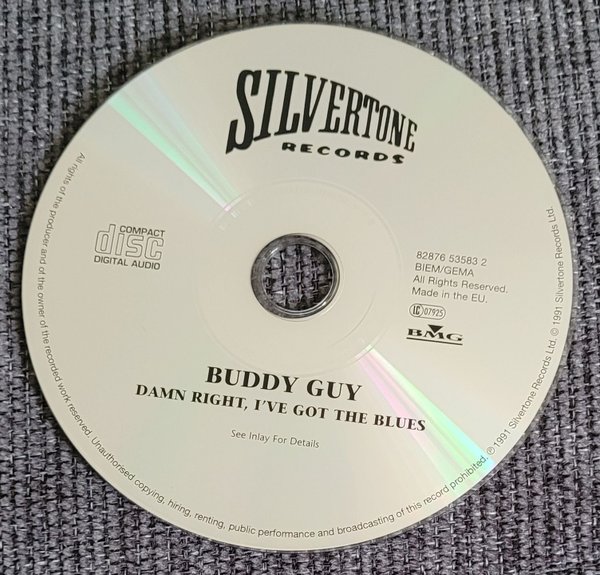 SILVERTONE
RECORDS
COMPACT
disc
DIGITAL AUDIO
82876 53583 2
BIEM/GEMA
All Rights Reserved.
Made in the EU.
LC 07925
BMG
BUDDY GUY
DAMN RIGHT, I'VE GOT THE BLUES
See Inlay For Details
All rights of the producer and of the owner of the recorded work reserved. Unauthorised copying, hiring, renting, public performance and broadcasting of this record prohibited. ℗ 1991 Silvertone Records Ltd. © 1991 Silvertone Records Ltd.